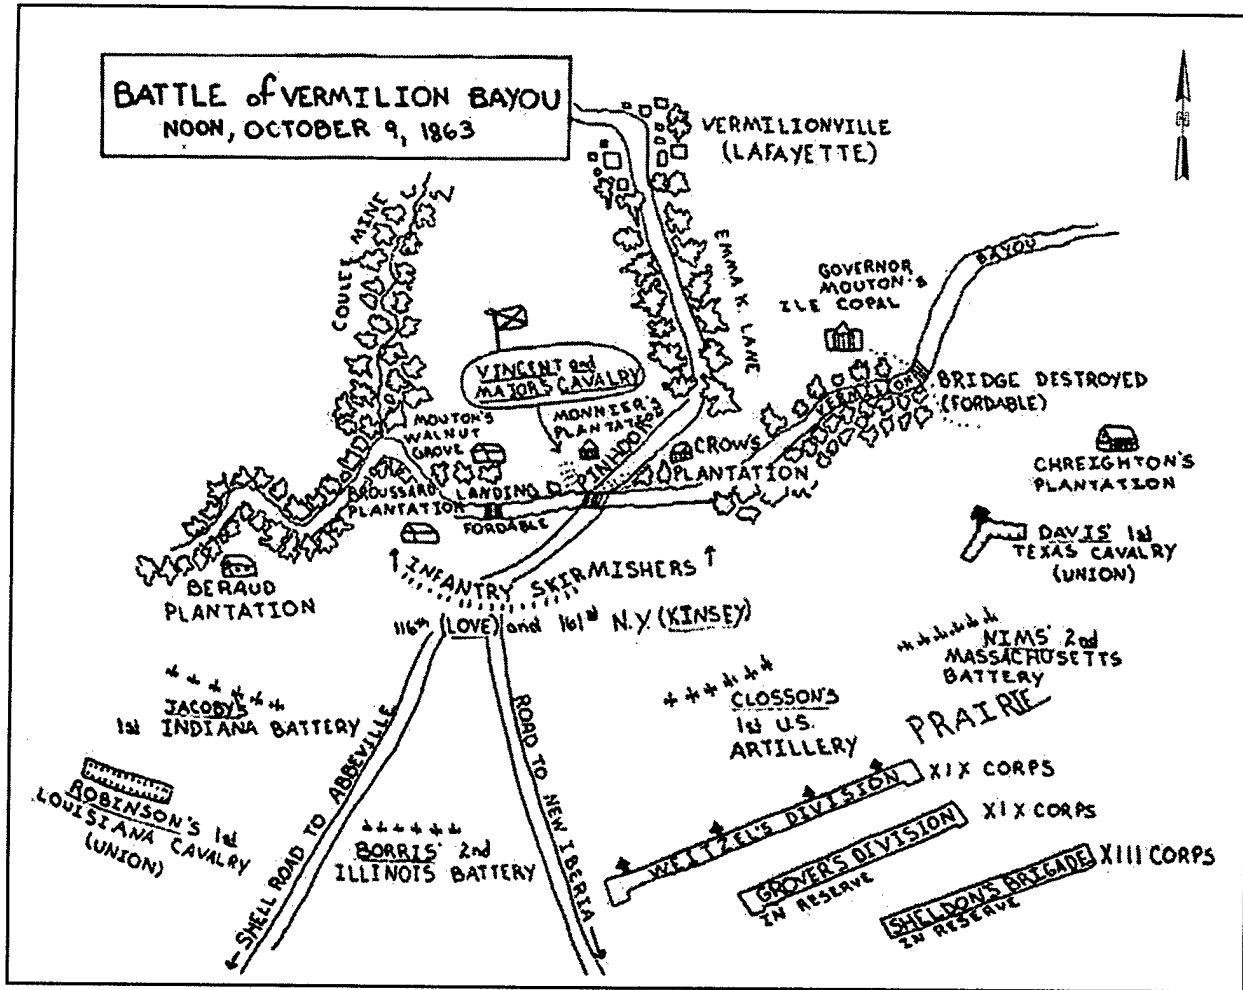 BATTLE of VERMILION BAYOU
NOON, OCTOBER 9, 1863
VERMILIONVILLE
(LAFAYETTE)
N
COULEE MINE
EMMA K. LANE
GOVERNOR
MOUTON'S
ILE COPAL
BAYOU
VERMILION
BRIDGE DESTROYED
(FORDABLE)
VINCENT and
MAJORS CAVALRY
MOUTON'S
WALNUT
GROVE
MONNIER'S
PLANTATION
PINHOOK RD
CROW'S
PLANTATION
CHREIGHTON'S
PLANTATION
BROUSSARD
PLANTATION
LANDING
FORDABLE
DAVIS' 1st
TEXAS CAVALRY
(UNION)
BERAUD
PLANTATION
INFANTRY SKIRMISHERS
116th (LOVE) and 161st N.Y. (KINSEY)
NIMS' 2nd
MASSACHUSETTS
BATTERY
JACOBY'S
1st INDIANA BATTERY
CLOSSON'S
1st U.S.
ARTILLERY
PRAIRIE
ROBINSON'S 1st
LOUISIANA CAVALRY
(UNION)
SHELL ROAD TO ABBEVILLE
BORRIS' 2nd
ILLINOIS BATTERY
ROAD TO NEW IBERIA
WEITZEL'S DIVISION
XIX CORPS
GROVER'S DIVISION
IN RESERVE
XIX CORPS
SHELDON'S BRIGADE
IN RESERVE
XIII CORPS